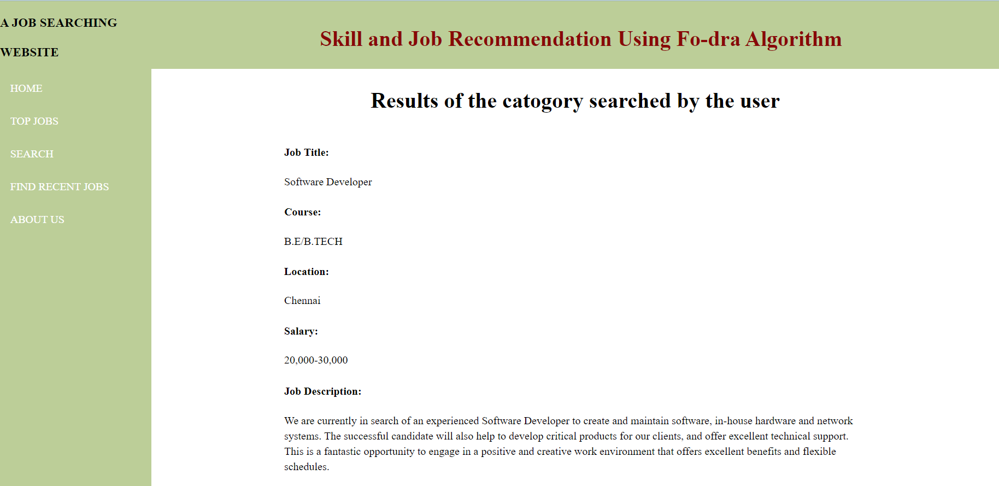 A JOB SEARCHING
WEBSITE
Skill and Job Recommendation Using Fo-dra Algorithm
HOME
TOP JOBS
SEARCH
FIND RECENT JOBS
ABOUT US
Results of the catogory searched by the user
Job Title:
Software Developer
Course:
B.E/B.TECH
Location:
Chennai
Salary:
20,000-30,000
Job Description:
We are currently in search of an experienced Software Developer to create and maintain software, in-house hardware and network
systems. The successful candidate will also help to develop critical products for our clients, and offer excellent technical support.
This is a fantastic opportunity to engage in a positive and creative work environment that offers excellent benefits and flexible
schedules.